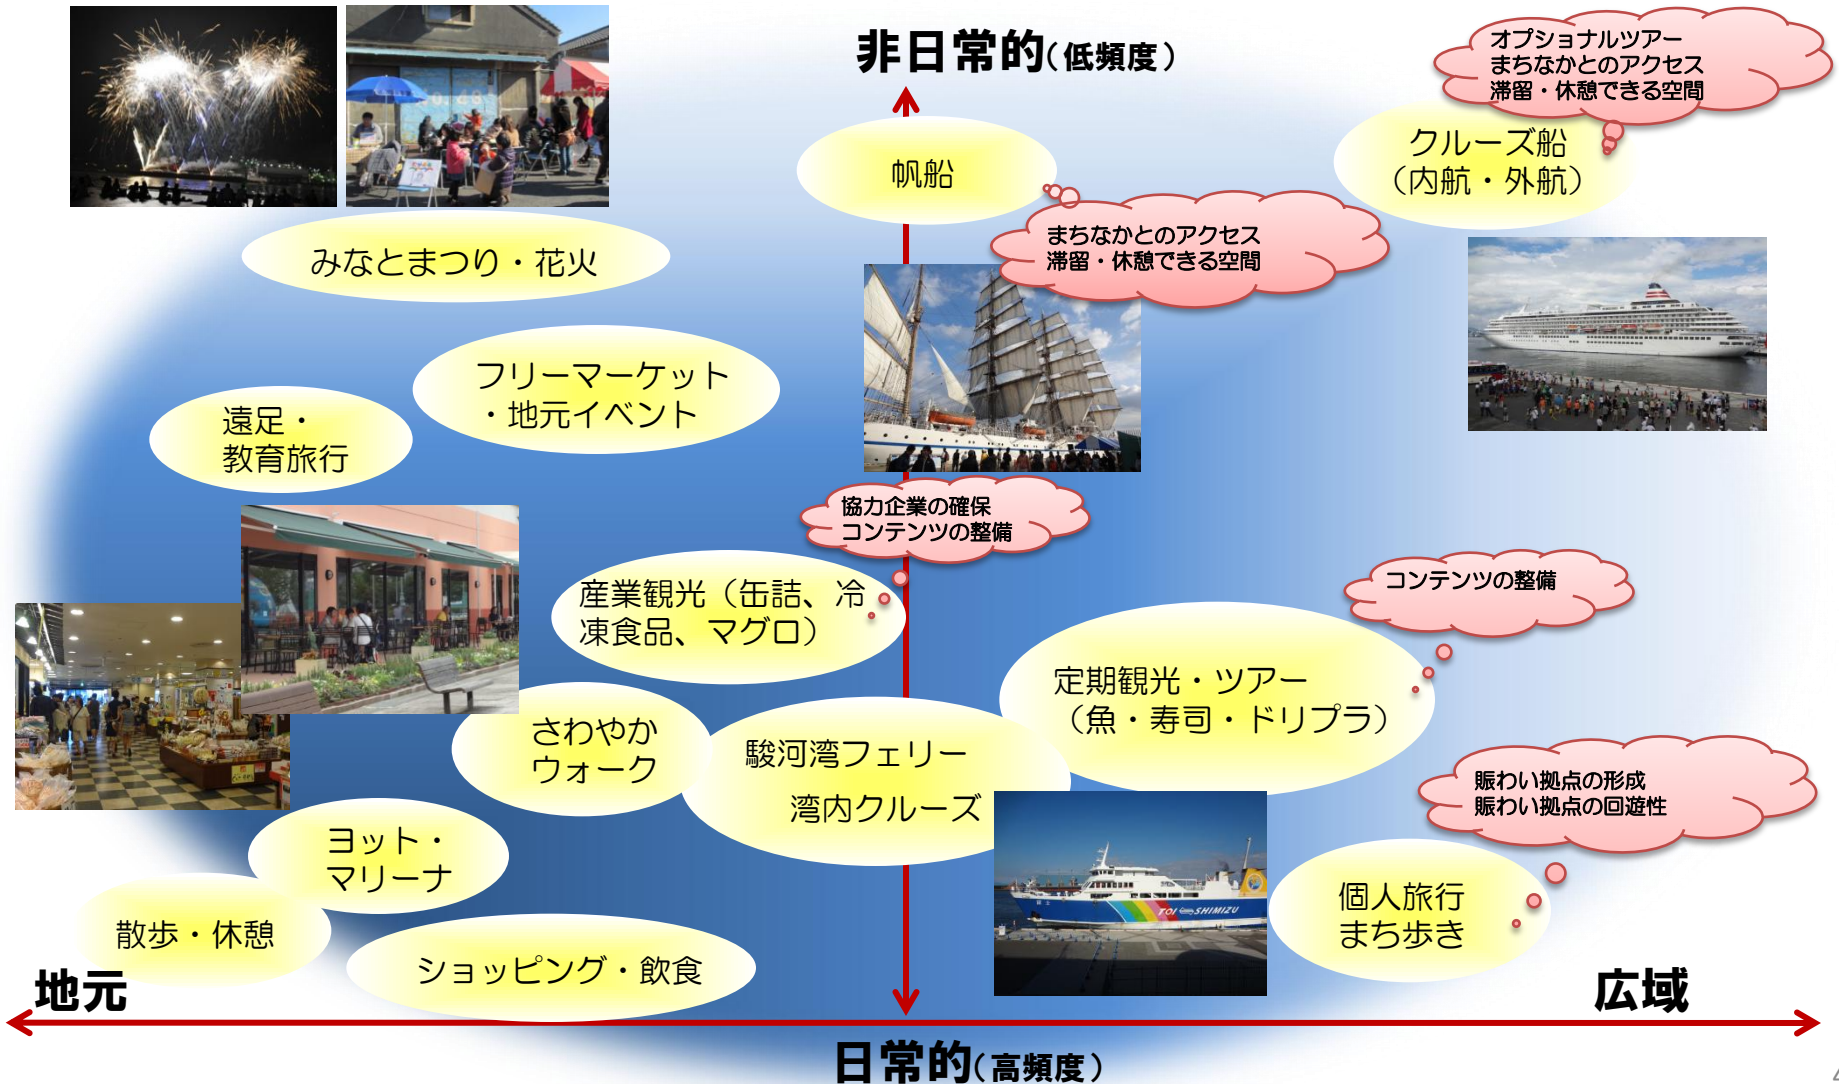 非日常的(低頻度)
オプショナルツアー
まちなかとのアクセス
滞留・休憩できる空間
クルーズ船
(内航・外航)
帆船
まちなかとのアクセス
滞留・休憩できる空間
みなとまつり・花火
フリーマーケット
・地元イベント
遠足・
教育旅行
協力企業の確保
コンテンツの整備
産業観光(缶詰、冷
凍食品、マグロ)
コンテンツの整備
定期観光・ツアー
(魚・寿司・ドリプラ)
さわやか
ウォーク
駿河湾フェリー
湾内クルーズ
賑わい拠点の形成
賑わい拠点の回遊性
ヨット・
マリーナ
TOI SHIMIZU
個人旅行
まち歩き
散歩・休憩
ショッピング・飲食
地元
広域
日常的(高頻度)